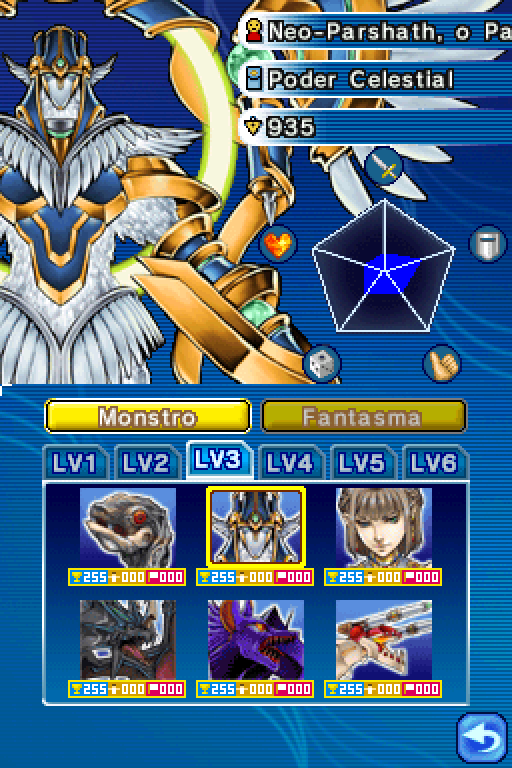 Neo-Parshath, o Pa
Poder Celestial
935
Monstro Fantasma
LV1 LV2 LV3 LV4 LV5 LV6
255 000 000 255 000 000 255 000 000
255 000 000 255 000 000 255 000 000